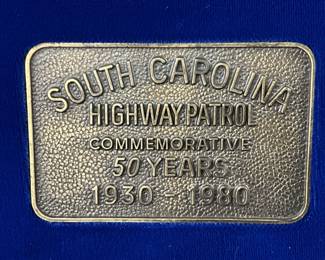 SOUTH CAROLINA
HIGHWAY PATROL
COMMEMORATIVE
50 YEARS
1930 - 1980